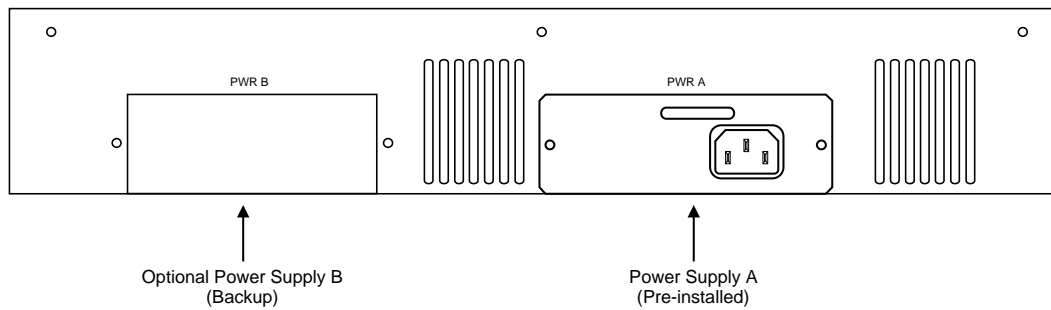 PWR B
PWR A
Optional Power Supply B
(Backup)
Power Supply A
(Pre-installed)